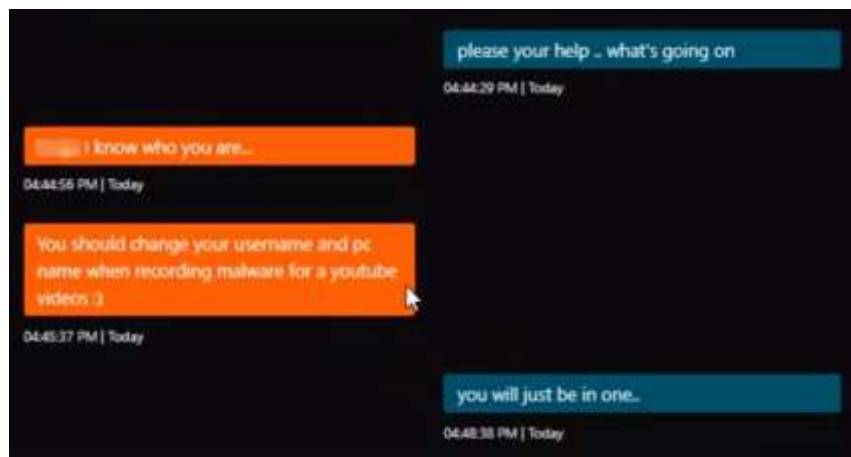 please your help .. what's going on
04:44:29 PM | Today
i know who you are...
04:44:56 PM | Today
You should change your username and pc
name when recording malware for a youtube
videos :)
04:45:37 PM | Today
you will just be in one..
04:48:38 PM | Today